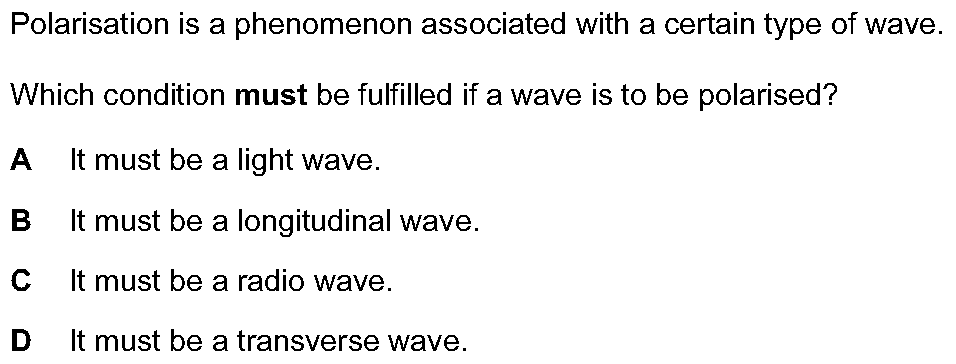 Polarisation is a phenomenon associated with a certain type of wave.
Which condition must be fulfilled if a wave is to be polarised?
A It must be a light wave.
B It must be a longitudinal wave.
C It must be a radio wave.
D It must be a transverse wave.